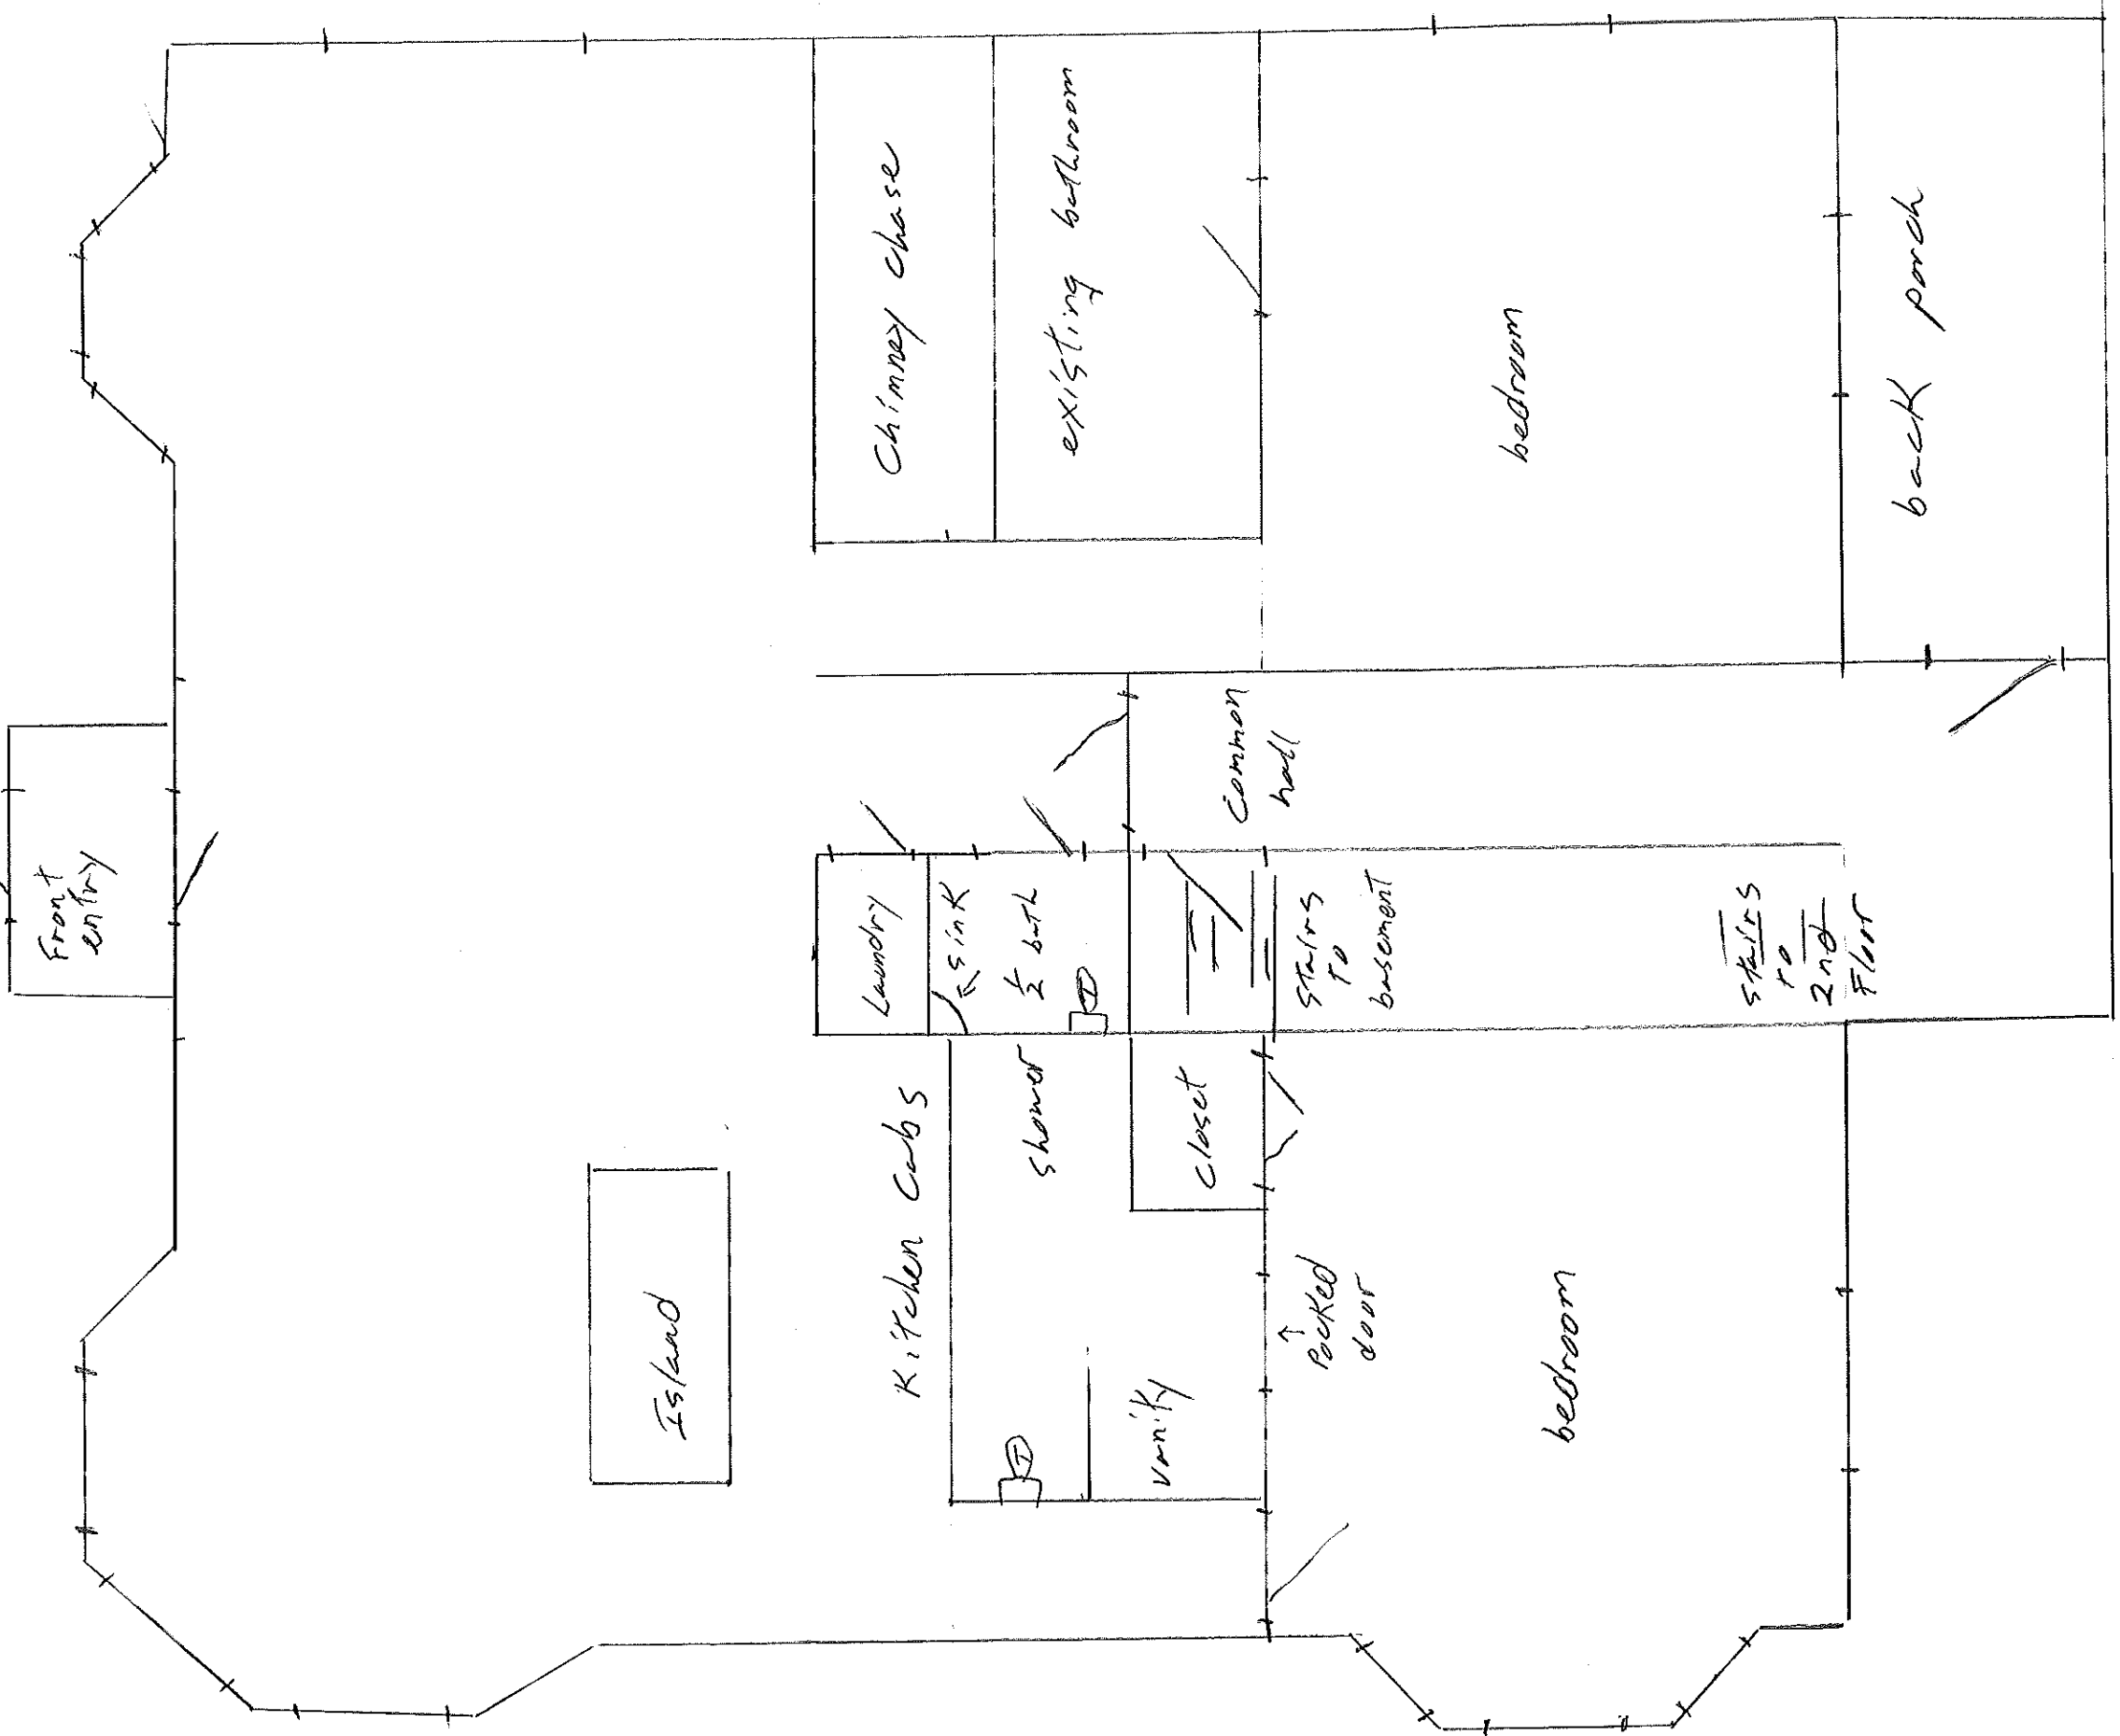 Front
entry
Chimney chase
existing bathroom
bedroom
back porch
Common
hall
Laundry
sink
1/2 bath
stairs
to
basement
stairs
to
2nd
Floor
Island
Kitchen Cabs
shower
closet
vanity
Pocked
door
bedroom